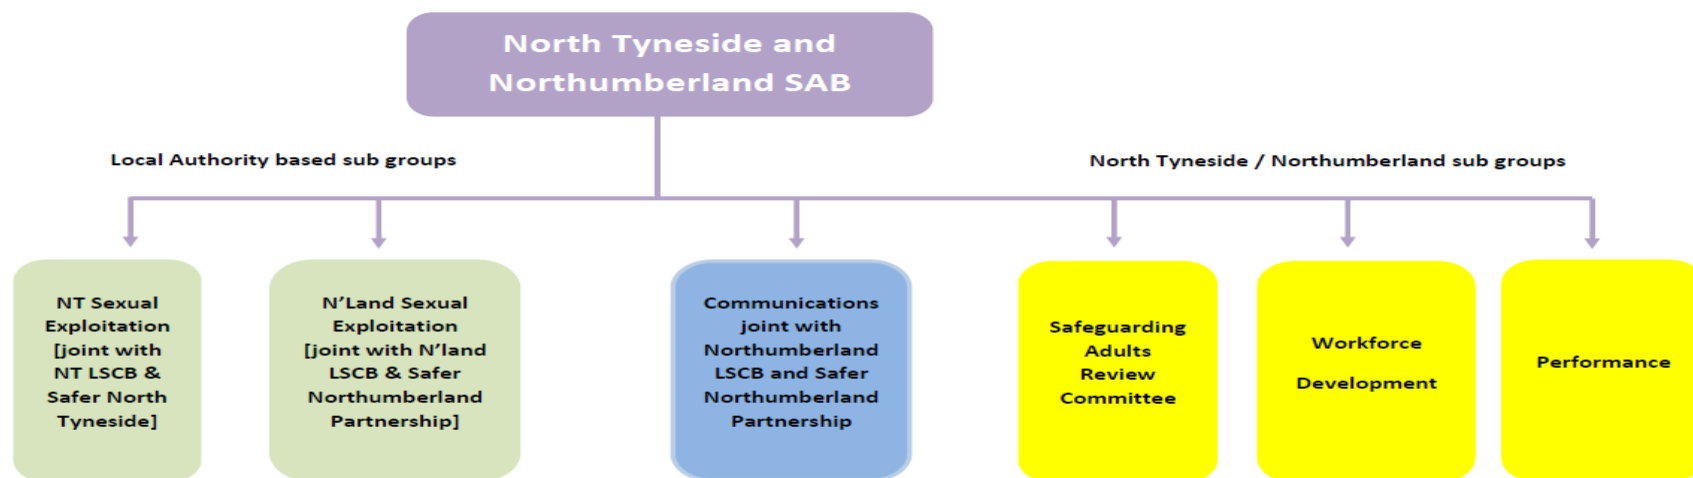 North Tyneside and
Northumberland SAB
Local Authority based sub groups
North Tyneside / Northumberland sub groups
NT Sexual
Exploitation
[joint with
NT LSCB &
Safer North
Tyneside]
N’Land Sexual
Exploitation
[joint with N’land
LSCB & Safer
Northumberland
Partnership]
Communications
joint with
Northumberland
LSCB and Safer
Northumberland
Partnership
Safeguarding
Adults
Review
Committee
Workforce
Development
Performance